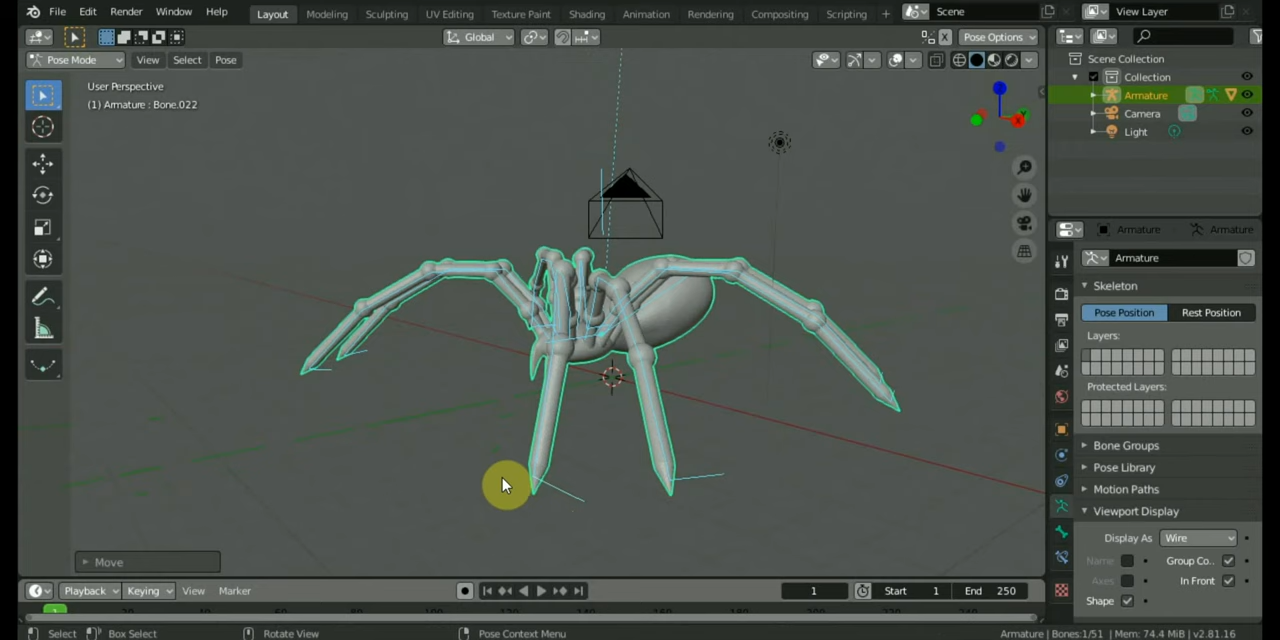 File Edit Render Window Help Layout Modeling Sculpting UV Editing Texture Paint Shading Animation Rendering Compositing Scripting + Scene View Layer
Global X Pose Options
Pose Mode View Select Pose
User Perspective
(1) Armature : Bone.022
Scene Collection
Collection
Armature
Camera
Light
Armature Armature
Armature
Skeleton
Pose Position Rest Position
Layers:
Protected Layers:
Bone Groups
Pose Library
Motion Paths
Viewport Display
Display As Wire
Name Group Co..
Axes In Front
Shape
Move
Playback Keying View Marker 1 Start 1 End 250
1
Select Box Select Rotate View Pose Context Menu Armature | Bones:1/51 | Mem: 74.4 MiB | v2.81.16